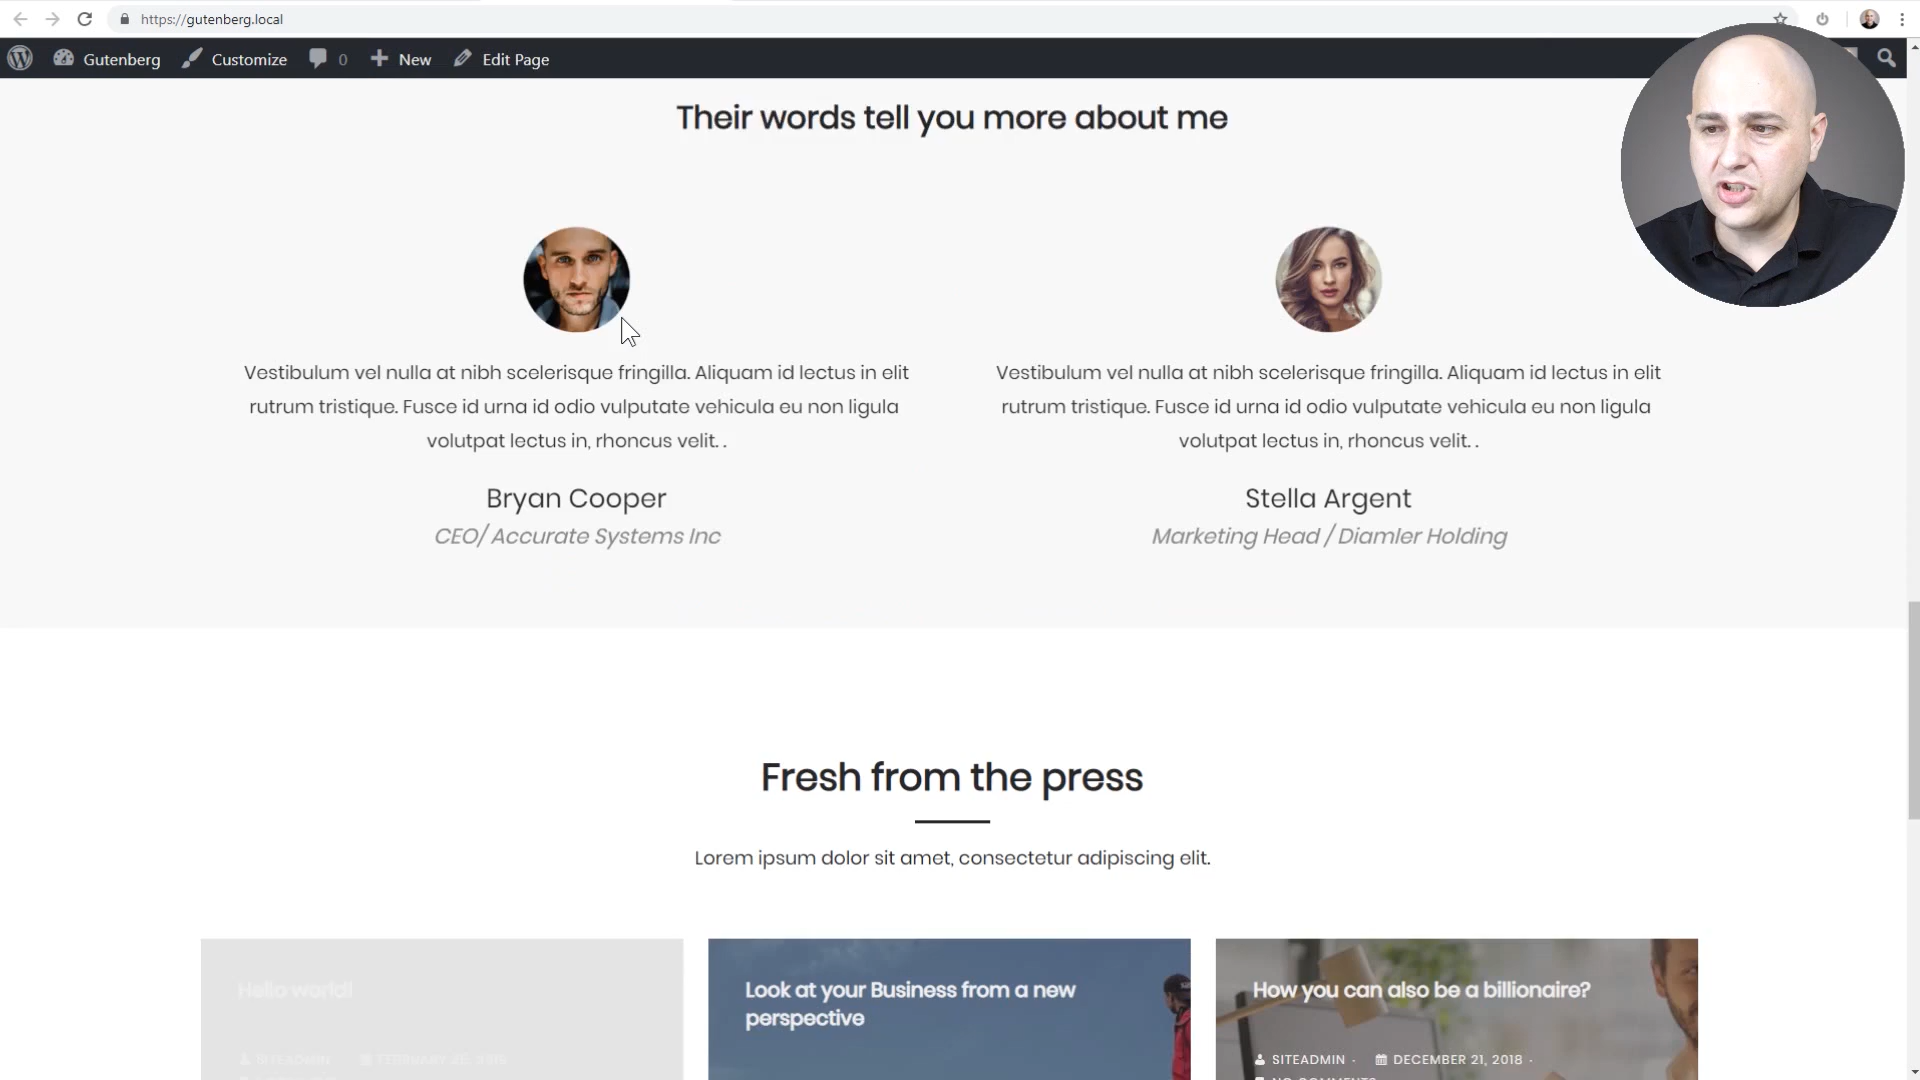 https://gutenberg.local
Gutenberg Customize 0 New Edit Page
Their words tell you more about me
Vestibulum vel nulla at nibh scelerisque fringilla. Aliquam id lectus in elit
rutrum tristique. Fusce id urna id odio vulputate vehicula eu non ligula
volutpat lectus in, rhoncus velit. .
Bryan Cooper
CEO/ Accurate Systems Inc
Vestibulum vel nulla at nibh scelerisque fringilla. Aliquam id lectus in elit
rutrum tristique. Fusce id urna id odio vulputate vehicula eu non ligula
volutpat lectus in, rhoncus velit. .
Stella Argent
Marketing Head / Diamler Holding
Fresh from the press
Lorem ipsum dolor sit amet, consectetur adipiscing elit.
Hello world!
SITEADMIN
Look at your Business from a new
perspective
How you can also be a billionaire?
SITEADMIN · DECEMBER 21, 2018 ·
NO COMMENTS